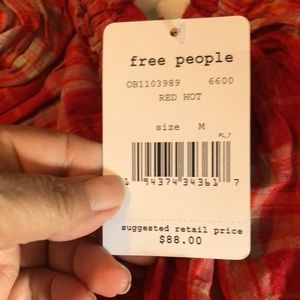 free people
OB1103989 6600
RED HOT
size M
PL_7
1 94374 34361 7
suggested retail price
$88.00